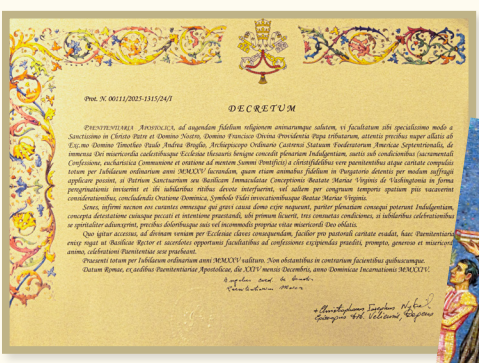 Prot. N. 00111/2025-1315/24/I
DECRETUM
PAENITENTIARIA APOSTOLICA, ad augendam fidelium religionem animarumque salutem, vi facultatum sibi specialissimo modo a
Sanctissimo in Christo Patre et Domino Nostro, Domino Francisco Divina Providentia Papa tributarum, attentis precibus nuper allatis ab
Exc.mo Domino Timotheo Paulo Andrea Broglio, Archiepiscopo Ordinario Castrensi Statuum Foederatorum Americae Septentrionalis, de
immensa Dei misericordia caelestibusque Ecclesiae thesauris benigne concedit plenariam Indulgentiam, suetis sub condicionibus (sacramentali
Confessione, eucharistica Communione et oratione ad mentem Summi Pontificis) a christifidelibus vere paenitentibus atque caritate compulsis
totum per Iubilaeum ordinarium anni MMXXV lucrandam, quam etiam animabus fidelium in Purgatorio detentis per modum suffragii
applicare possint, si Patrium Sanctuarium seu Basilicam Immaculatae Conceptionis Beatae Mariae Virginis de Washingtonia in forma
peregrinationis inviserint et ibi iubilaribus ritibus devote interfuerint, vel saltem per congruum temporis spatium piis vacaverint
considerationibus, concludendis Oratione Dominica, Symbolo Fidei invocationibusque Beatae Mariae Virginis.
Senes, infirmi necnon eos curantes omnesque qui gravi causa domo exire nequeant, pariter plenariam consequi poterunt Indulgentiam,
concepta detestatione cuiusque peccati et intentione praestandi, ubi primum licuerit, tres consuetas condiciones, si iubilaribus celebrationibus
se spiritaliter adiunxerint, precibus doloribusque suis vel incommodis propriae vitae misericordi Deo oblatis.
Quo igitur accessus, ad divinam veniam per Ecclesiae claves consequendam, facilior pro pastorali caritate evadat, haec Paenitentiaria
enixe rogat ut Basilicae Rector et sacerdotes opportunis facultatibus ad confessiones excipiendas praediti, prompto, generoso et misericordi
animo, celebrationi Paenitentiae sese praebeant.
Praesenti totum per Iubilaeum ordinarium anni MMXXV valituro. Non obstantibus in contrarium facientibus quibuscumque.
Datum Romae, ex aedibus Paenitentiariae Apostolicae, die XXIV mensis Decembris, anno Dominicae Incarnationis MMXXIV.